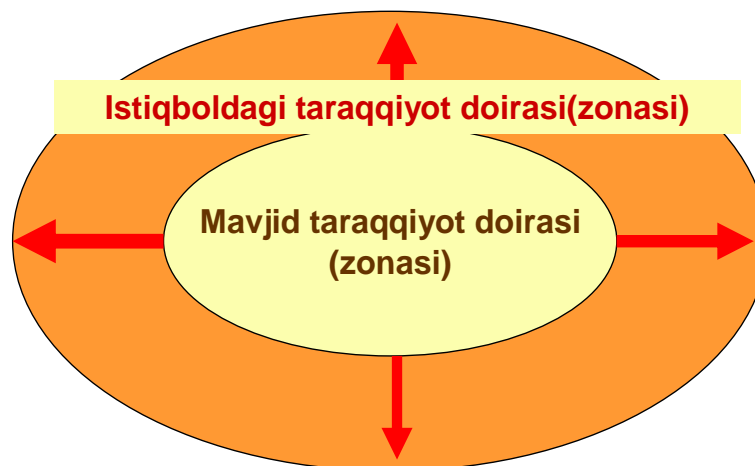 Istiqboldagi taraqqiyot doirasi(zonasi)
Mavjid taraqqiyot doirasi
(zonasi)